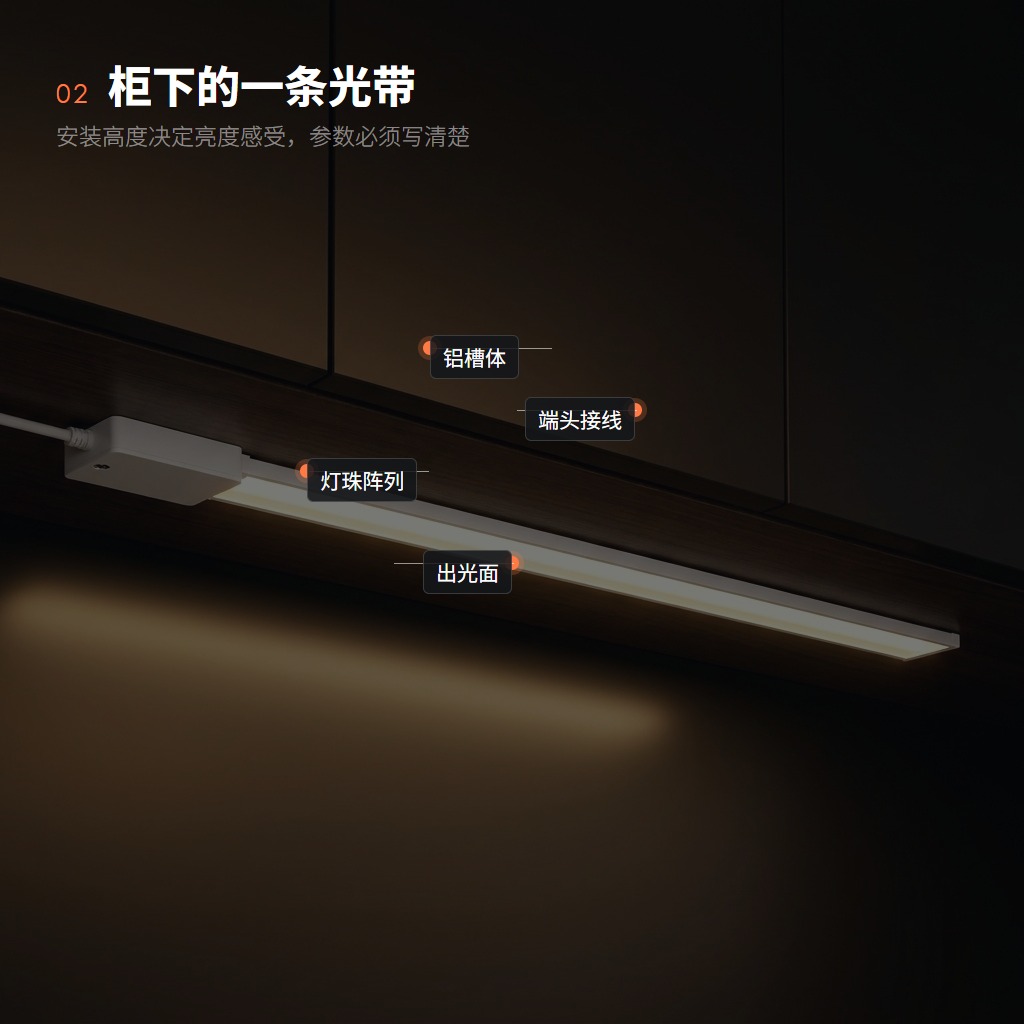 02 柜下的一条光带
安装高度决定亮度感受，参数必须写清楚
铝槽体
端头接线
灯珠阵列
出光面